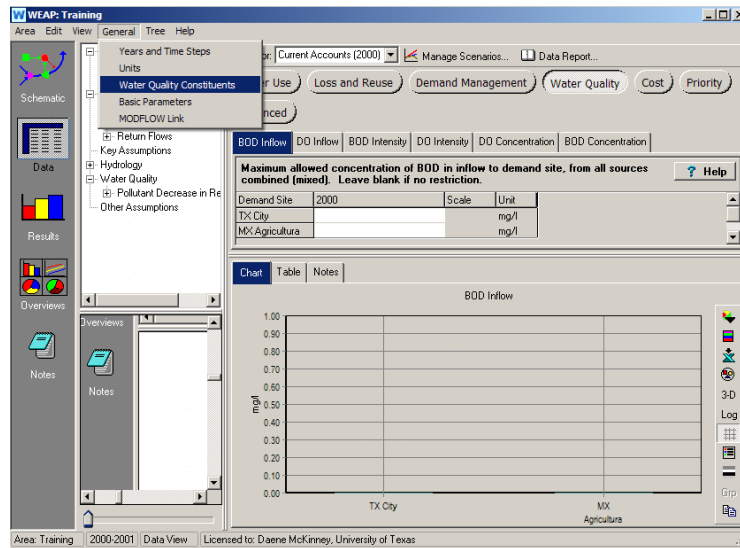 WEAP: Training
Area Edit View General Tree Help
Years and Time Steps
Units
Water Quality Constituents
Basic Parameters
MODFLOW Link
Return Flows
Key Assumptions
Hydrology
Water Quality
Pollutant Decrease in Re
Other Assumptions
Schematic
Data
Results
Overviews
Notes
Overviews
Notes
Current Accounts (2000) Manage Scenarios... Data Report...
Loss and Reuse Demand Management Water Quality Cost Priority
BOD Inflow DO Inflow BOD Intensity DO Intensity DO Concentration BOD Concentration
Maximum allowed concentration of BOD in inflow to demand site, from all sources
combined (mixed). Leave blank if no restriction.
? Help
Demand Site 2000 Scale Unit
TX City mg/l
MX Agricultura mg/l
Chart Table Notes
BOD Inflow
1.00
0.90
0.80
0.70
0.60
0.50
0.40
0.30
0.20
0.10
0.00
mg/l
TX City
MX
Agricultura
3-D
Log
Grp
Area: Training 2000-2001 Data View Licensed to: Daene McKinney, University of Texas